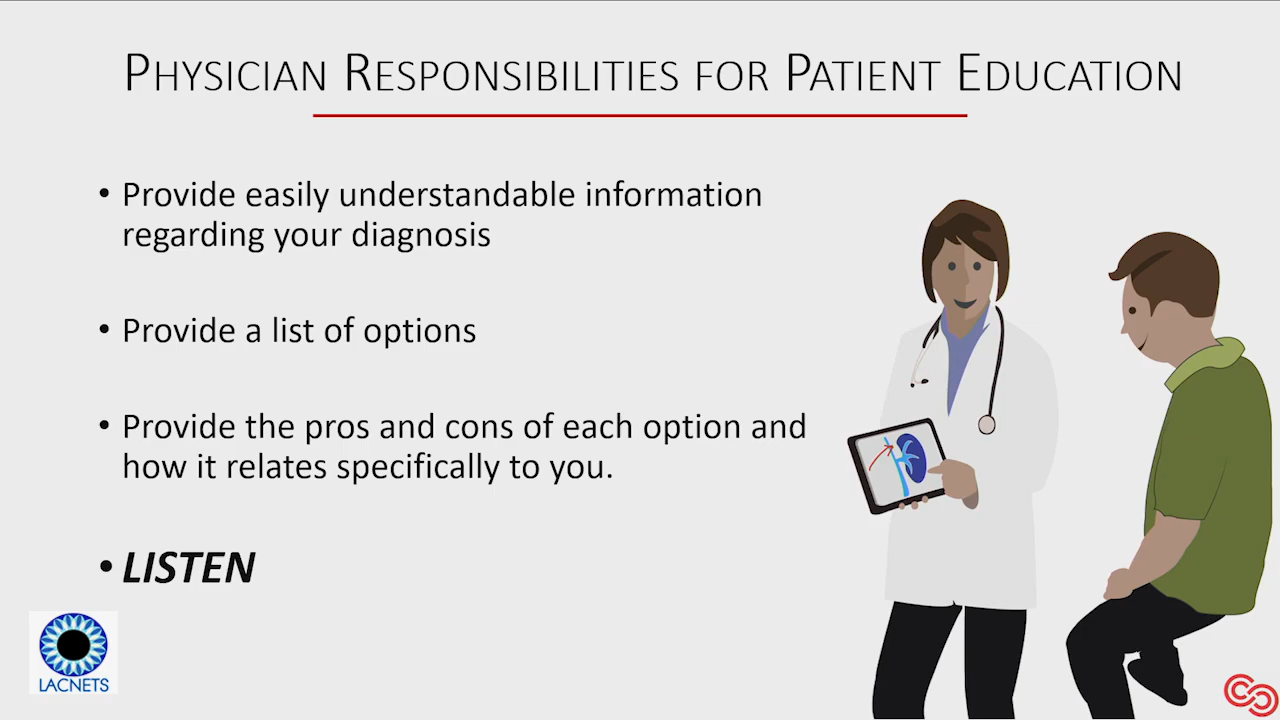 PHYSICIAN RESPONSIBILITIES FOR PATIENT EDUCATION
• Provide easily understandable information
regarding your diagnosis
• Provide a list of options
• Provide the pros and cons of each option and
how it relates specifically to you.
• LISTEN
LACNETS